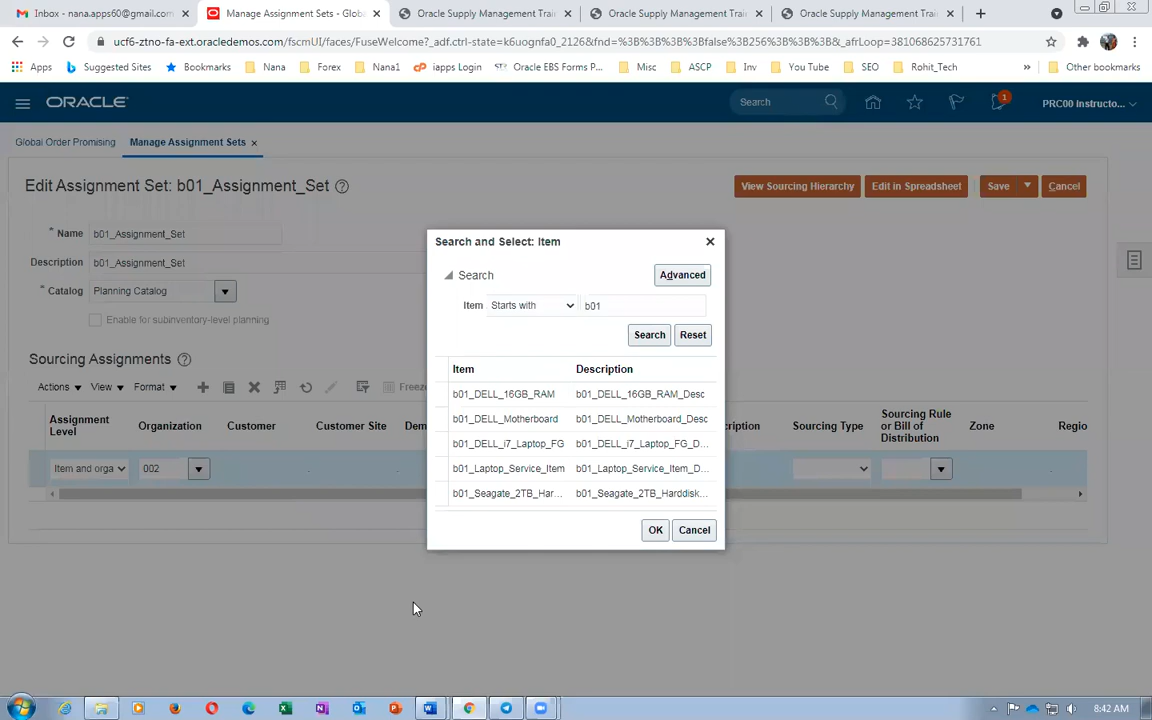 Inbox - nana.apps60@gmail.com
Manage Assignment Sets - Glob
Oracle Supply Management Trai
Oracle Supply Management Trai
Oracle Supply Management Trai
ucf6-ztno-fa-ext.oracledemos.com/fscmUI/faces/FuseWelcome?_adf.ctrl-state=k6uognfa0_2126&fnd=%3B%3B%3B%3Bfalse%3B256%3B%3B%3B&_afrLoop=381068625731761
Apps Suggested Sites Bookmarks Nana Forex Nana1 iapps Login Oracle EBS Forms P... Misc ASCP Inv You Tube SEO Rohit_Tech » Other bookmarks
ORACLE Search 1 PRC00 Instructo...
Global Order Promising Manage Assignment Sets
Edit Assignment Set: b01_Assignment_Set
View Sourcing Hierarchy Edit in Spreadsheet Save Cancel
* Name b01_Assignment_Set
Description b01_Assignment_Set
* Catalog Planning Catalog
Enable for subinventory-level planning
Sourcing Assignments
Actions View Format Freeze
Assignment Level Organization Customer Customer Site Dem cription Sourcing Type Sourcing Rule or Bill of Distribution Zone Regio
Item and orga 002 - - - -
Search and Select: Item
Search Advanced
Item Starts with b01
Search Reset
Item Description
b01_DELL_16GB_RAM b01_DELL_16GB_RAM_Desc
b01_DELL_Motherboard b01_DELL_Motherboard_Desc
b01_DELL_i7_Laptop_FG b01_DELL_i7_Laptop_FG_D...
b01_Laptop_Service_Item b01_Laptop_Service_Item_D...
b01_Seagate_2TB_Har... b01_Seagate_2TB_Harddisk...
OK Cancel
8:42 AM